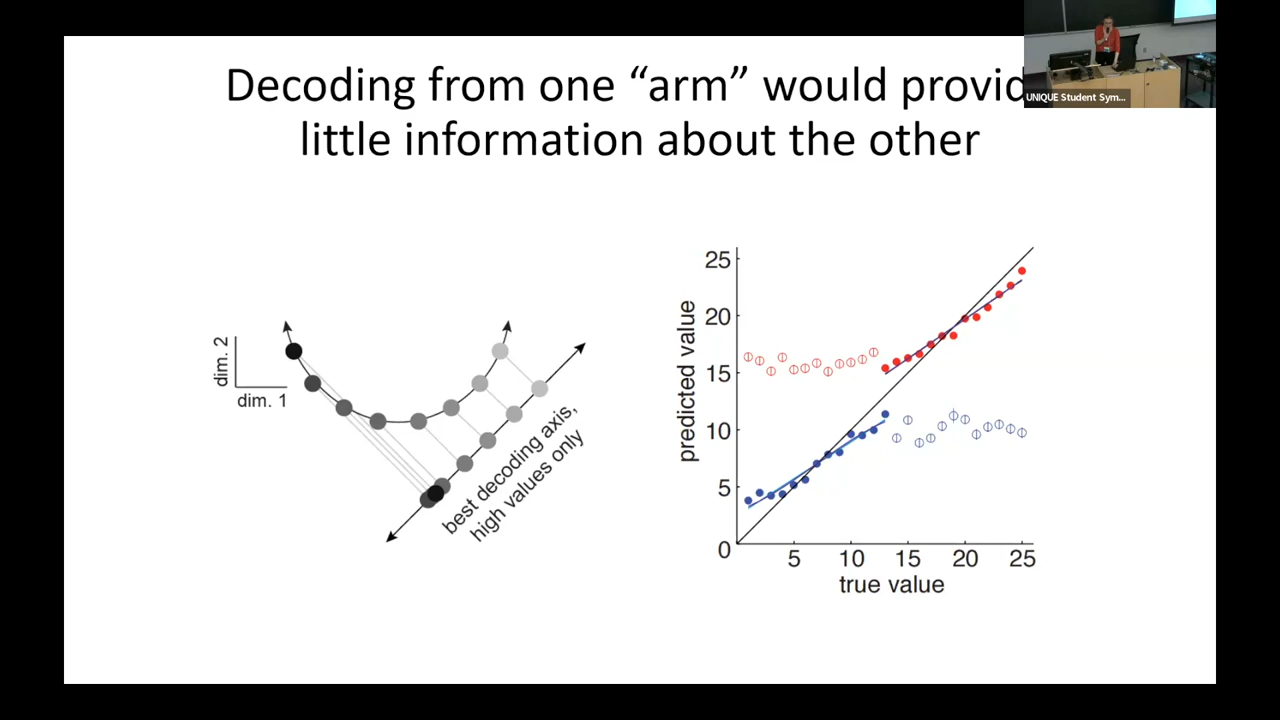 Decoding from one “arm” would provid
little information about the other
UNIQUE Student Sym...
dim. 2
dim. 1
best decoding axis,
high values only
predicted value
25
20
15
10
5
0
5 10 15 20 25
true value